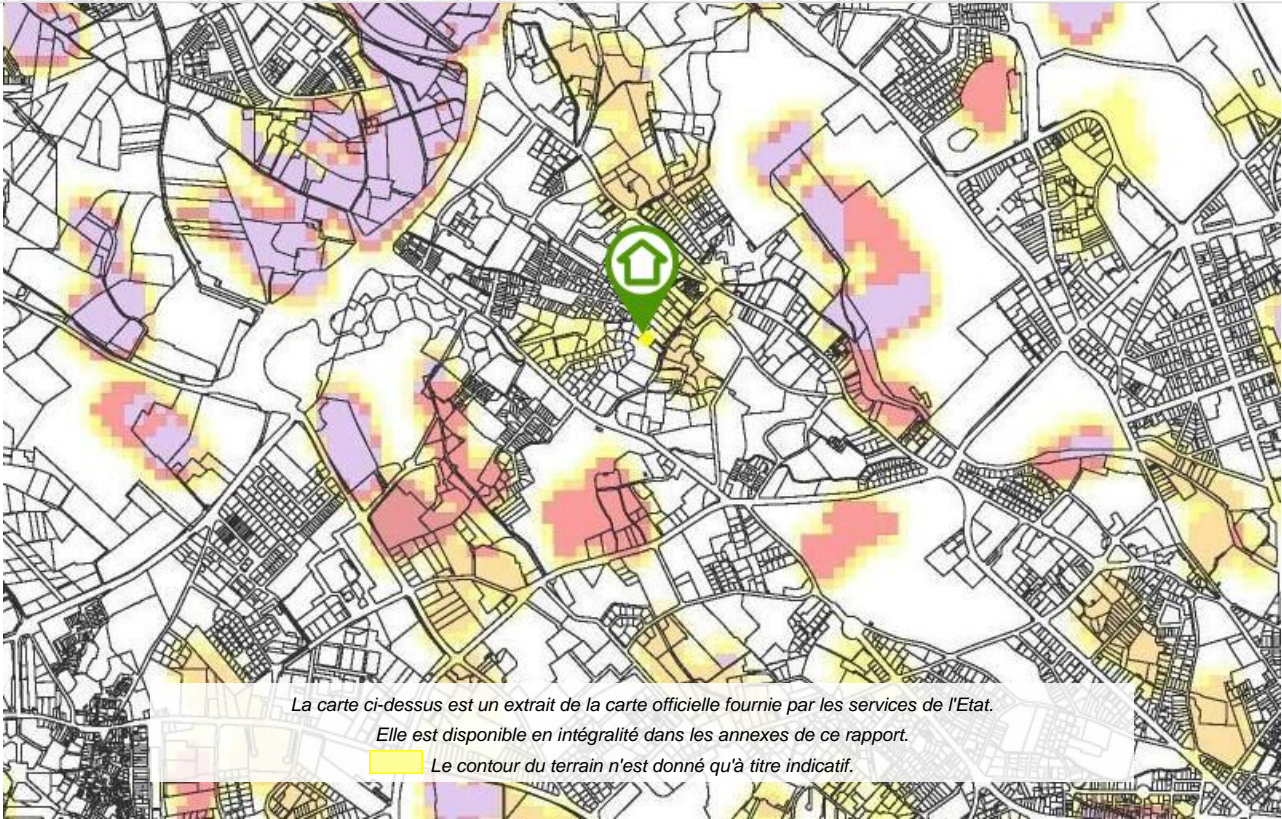 La carte ci-dessus est un extrait de la carte officielle fournie par les services de l'Etat.
Elle est disponible en intégralité dans les annexes de ce rapport.
Le contour du terrain n'est donné qu'à titre indicatif.